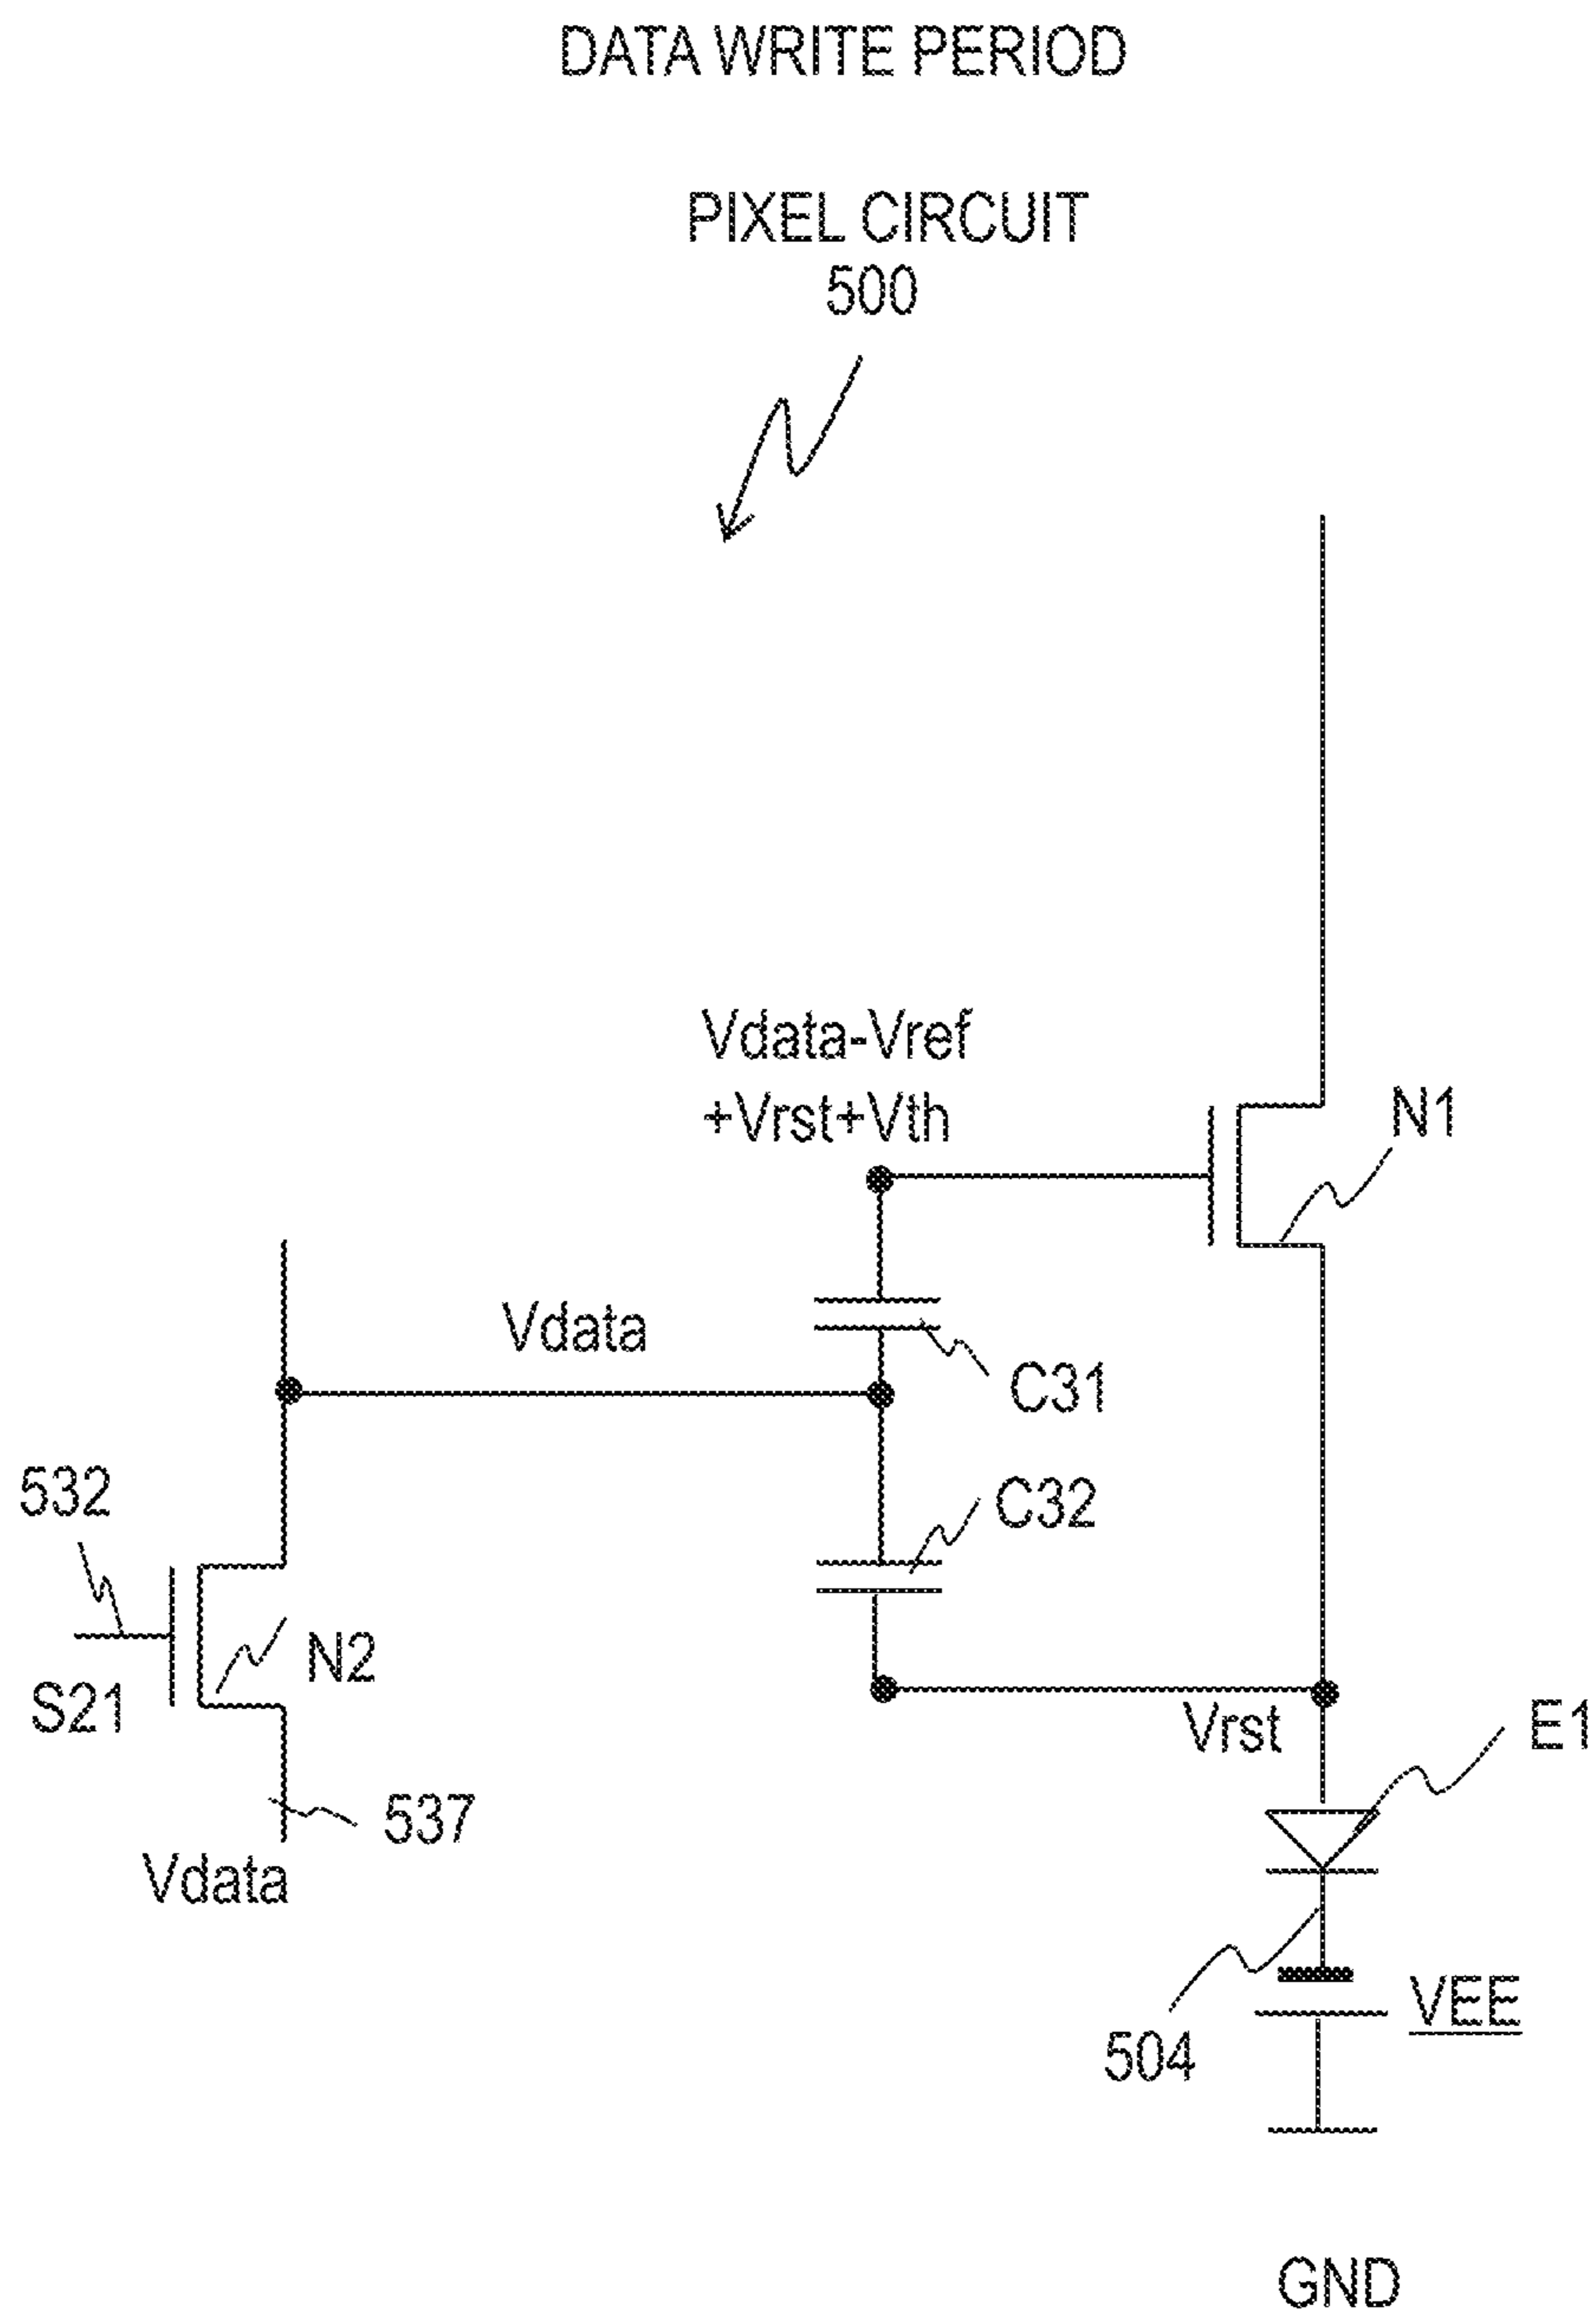 DATA WRITE PERIOD
PIXEL CIRCUIT
500
Vdata-Vref
+Vrst+Vth
N1
Vdata
C31
C32
532
N2
S21
Vrst
E1
537
Vdata
VEE
504
GND